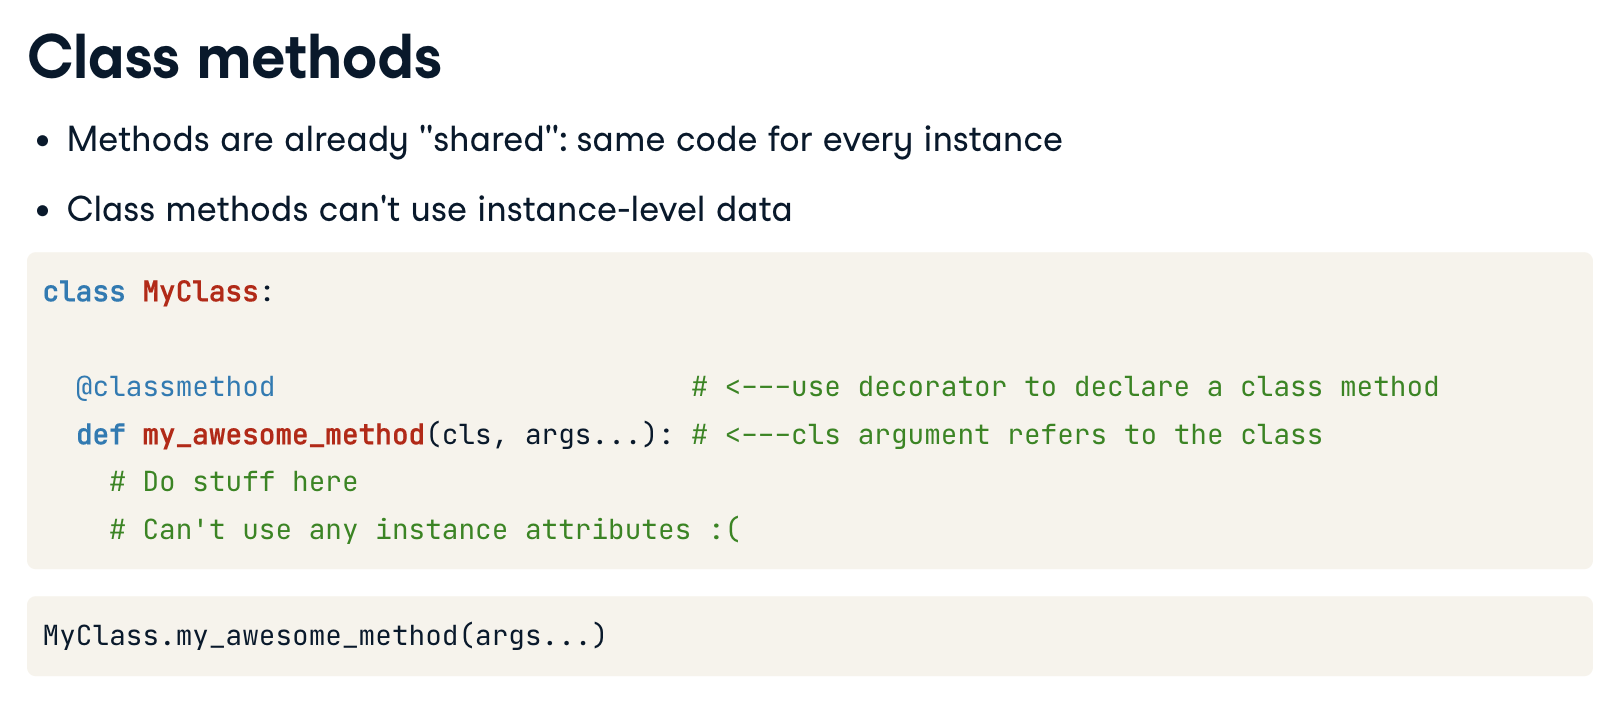 Class methods
• Methods are already "shared": same code for every instance
• Class methods can't use instance-level data
class MyClass:
  @classmethod                         # <---use decorator to declare a class method
  def my_awesome_method(cls, args...): # <---cls argument refers to the class
    # Do stuff here
    # Can't use any instance attributes :(
MyClass.my_awesome_method(args...)